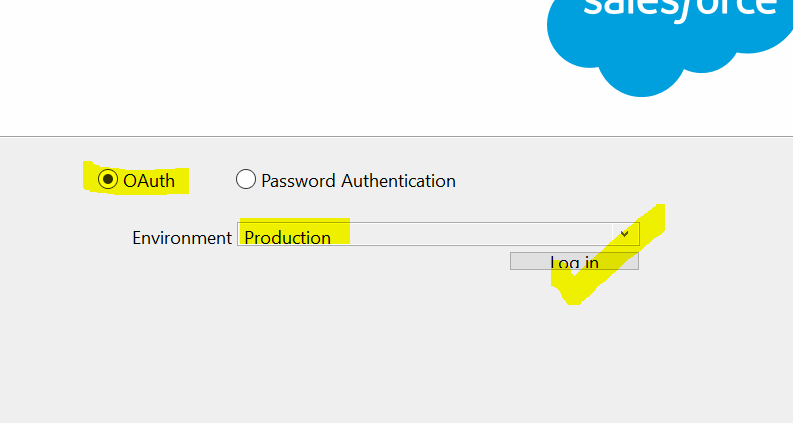 salesforce
OAuth Password Authentication
Environment Production
Log in